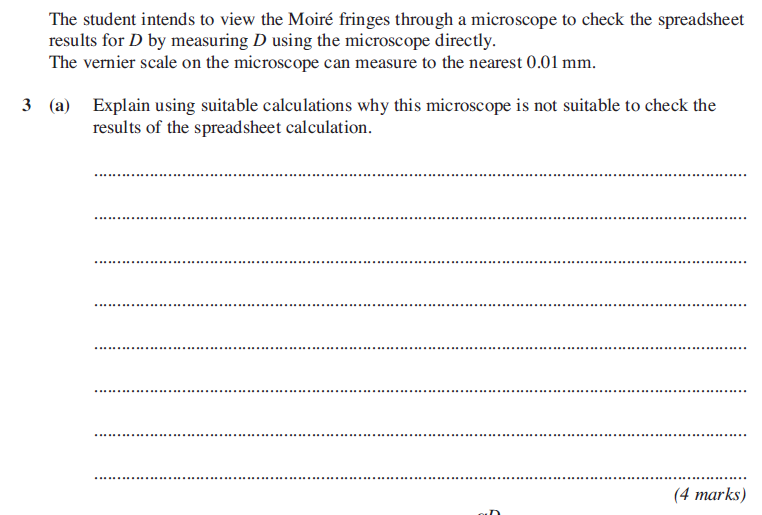 The student intends to view the Moiré fringes through a microscope to check the spreadsheet
results for D by measuring D using the microscope directly.
The vernier scale on the microscope can measure to the nearest 0.01 mm.
3 (a) Explain using suitable calculations why this microscope is not suitable to check the
results of the spreadsheet calculation.
(4 marks)